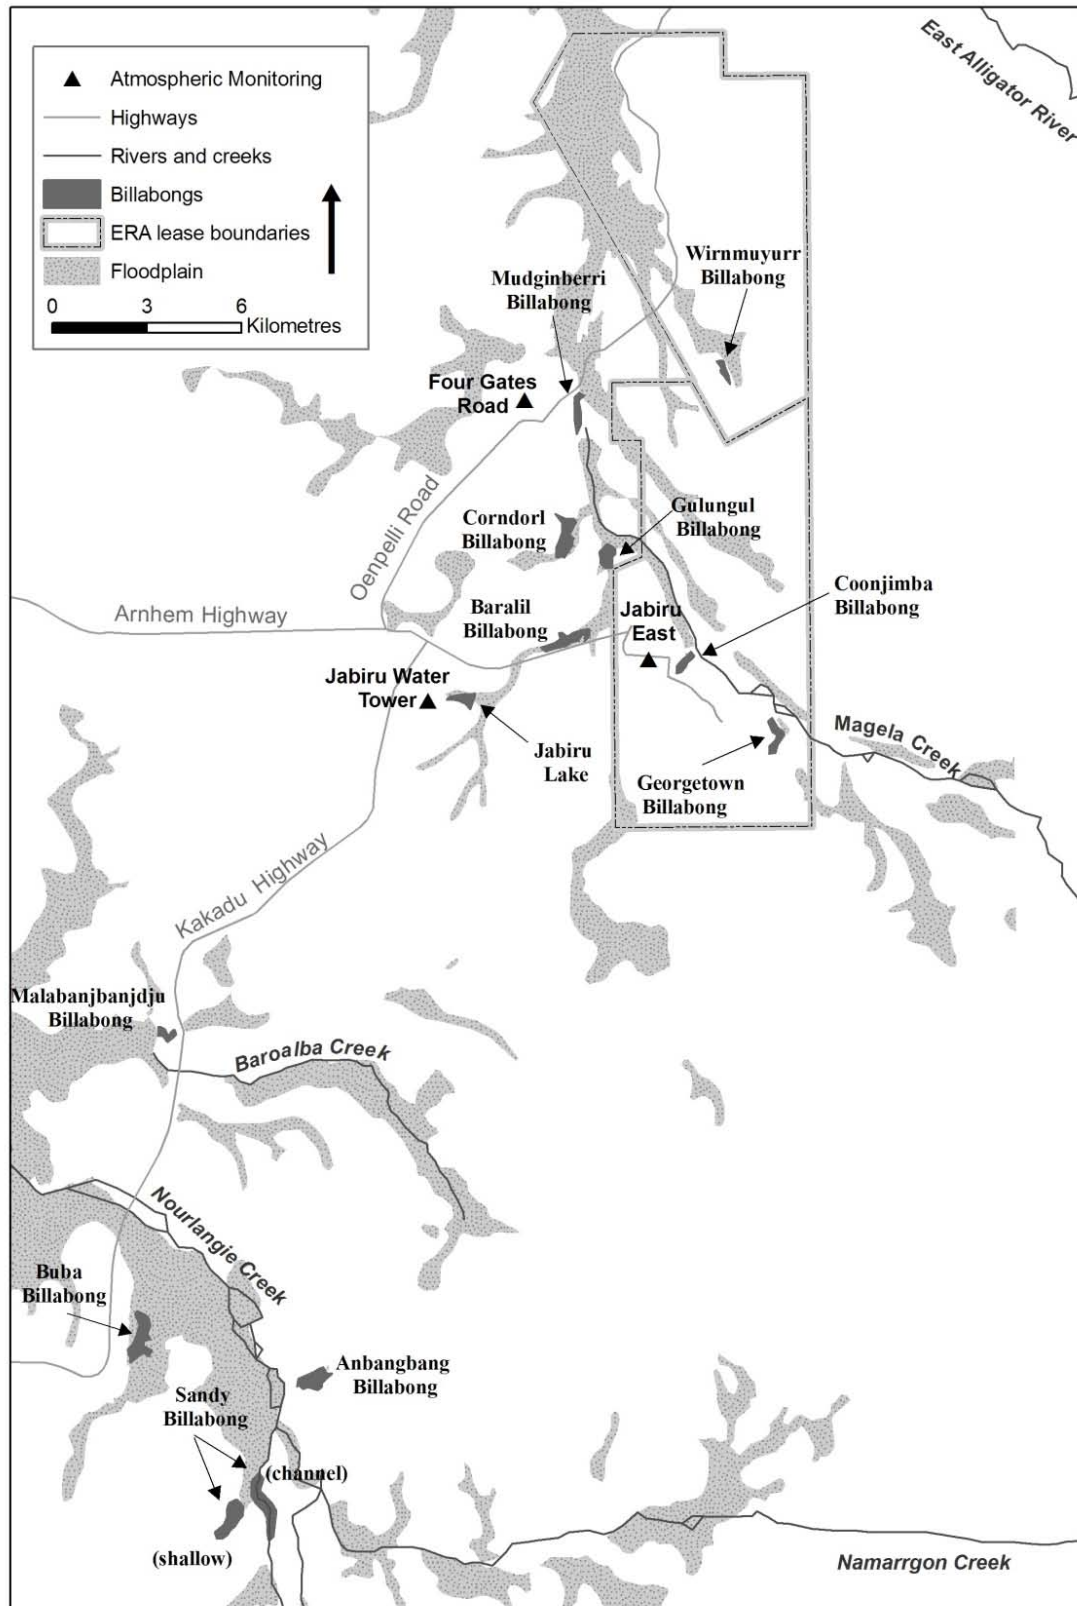 East Alligator River
Atmospheric Monitoring
Highways
Rivers and creeks
Billabongs
ERA lease boundaries
Floodplain
0 3 6
Kilometres
Mudginberri
Billabong
Wirnmuyurr
Billabong
Four Gates
Road
Oenpelli Road
Corndorl
Billabong
Gulungul
Billabong
Coonjimba
Billabong
Arnhem Highway
Baralil
Billabong
Jabiru
East
Jabiru Water
Tower
Jabiru
Lake
Magela Creek
Georgetown
Billabong
Kakadu Highway
Malabanjbanjdju
Billabong
Baroalba Creek
Nourlangie Creek
Buba
Billabong
Anbangbang
Billabong
Sandy
Billabong
(channel)
(shallow)
Namarrgon Creek